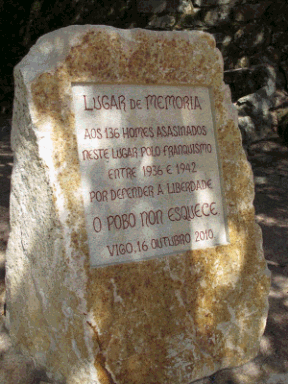 LUGAR DE MEMORIA
AOS 136 HOMES ASASINADOS
NESTE LUGAR POLO FRANQUISMO
ENTRE 1936 E 1942
POR DEFENDER A LIBERDADE
O POBO NON ESQUECE
VIGO, 16 OUTUBRO 2010